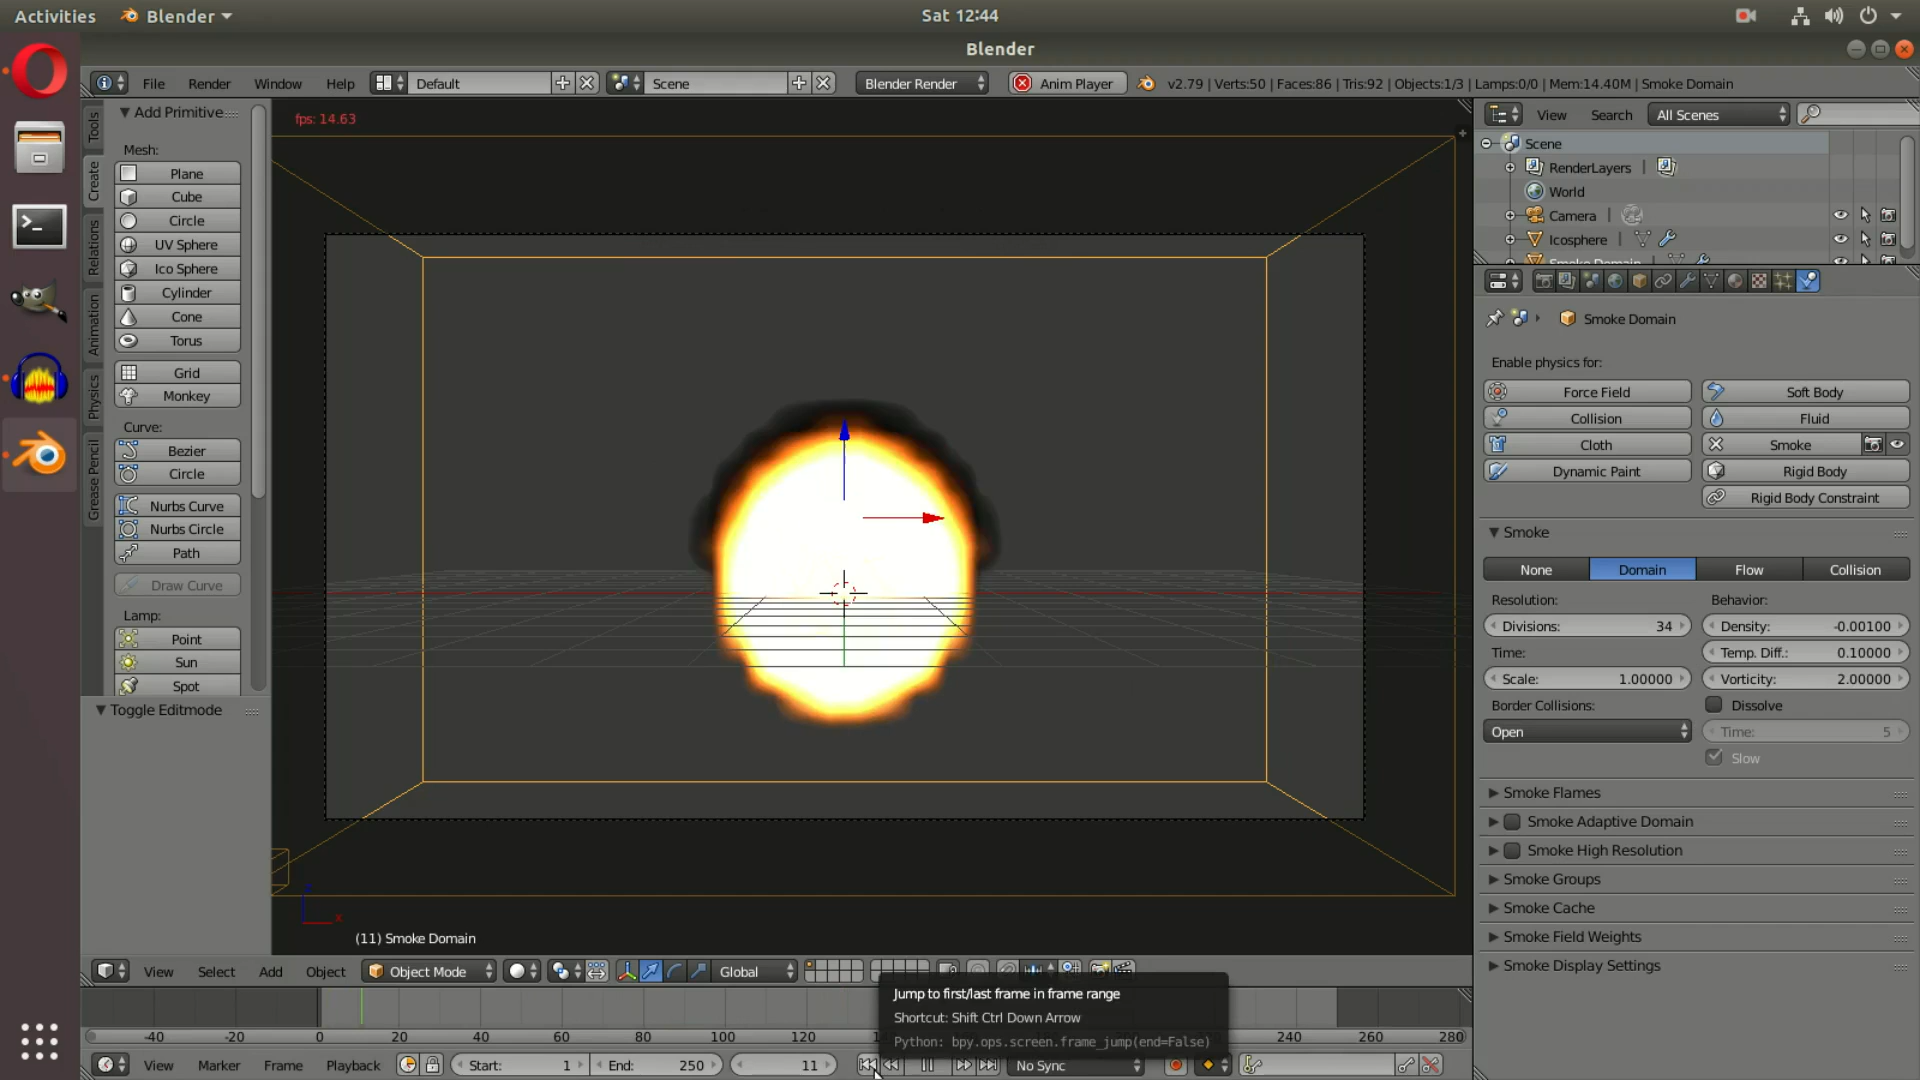 Activities
Blender
Sat 12:44
Blender
File
Render
Window
Help
Default
Scene
Blender Render
Anim Player
v2.79 | Verts:50 | Faces:86 | Tris:92 | Objects:1/3 | Lamps:0/0 | Mem:14.40M | Smoke Domain
Tools
Create
Relations
Animation
Physics
Grease Pencil
Add Primitive
Mesh:
Plane
Cube
Circle
UV Sphere
Ico Sphere
Cylinder
Cone
Torus
Grid
Monkey
Curve:
Bezier
Circle
Nurbs Curve
Nurbs Circle
Path
Draw Curve
Lamp:
Point
Sun
Spot
Toggle Editmode
fps: 14.63
x
(11) Smoke Domain
View
Search
All Scenes
Scene
RenderLayers
World
Camera
Icosphere
Smoke Domain
Smoke Domain
Enable physics for:
Force Field
Soft Body
Collision
Fluid
Cloth
Smoke
Dynamic Paint
Rigid Body
Rigid Body Constraint
Smoke
None
Domain
Flow
Collision
Resolution:
Behavior:
Divisions: 34
Density: -0.00100
Time:
Temp. Diff.: 0.10000
Scale: 1.00000
Vorticity: 2.00000
Border Collisions:
Dissolve
Open
Time: 5
Slow
Smoke Flames
Smoke Adaptive Domain
Smoke High Resolution
Smoke Groups
Smoke Cache
Smoke Field Weights
Smoke Display Settings
View
Select
Add
Object
Object Mode
Global
Jump to first/last frame in frame range
Shortcut: Shift Ctrl Down Arrow
Python: bpy.ops.screen.frame_jump(end=False)
-40 -20 0 20 40 60 80 100 120 240 260 280
View
Marker
Frame
Playback
Start: 1
End: 250
11
No Sync